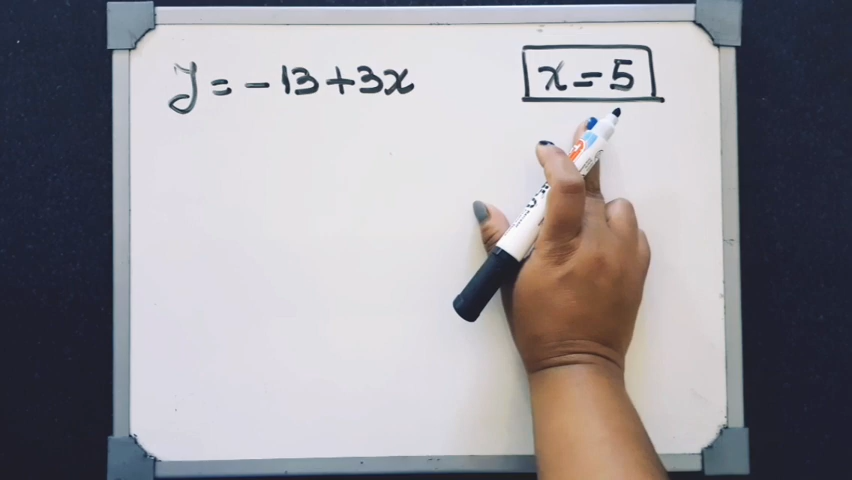 y = -13+3x
x=5